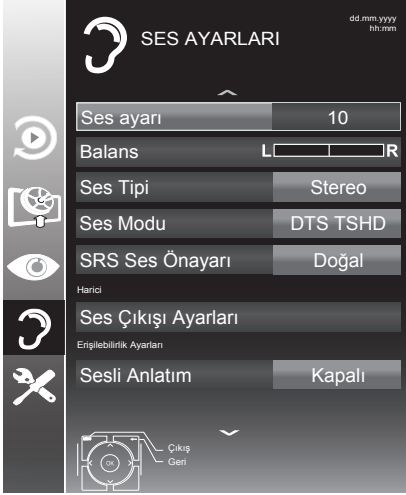 SES AYARLARI
dd.mm.yyyy
hh:mm
Ses ayarı 10
Balans L R
Ses Tipi Stereo
Ses Modu DTS TSHD
SRS Ses Önayarı Doğal
Harici
Ses Çıkışı Ayarları
Erişilebilirlik Ayarları
Sesli Anlatım Kapalı
Çıkış
Geri
OK